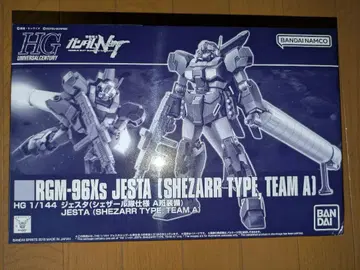 HG
UNIVERSAL CENTURY
ガンダムNT
BANDAI NAMCO
RGM-96Xs JESTA [SHEZARR TYPE, TEAM A]
HG 1/144 ジェスタ(シェザール隊仕様 A班装備)
JESTA (SHEZARR TYPE, TEAM A)
BAN
DAI